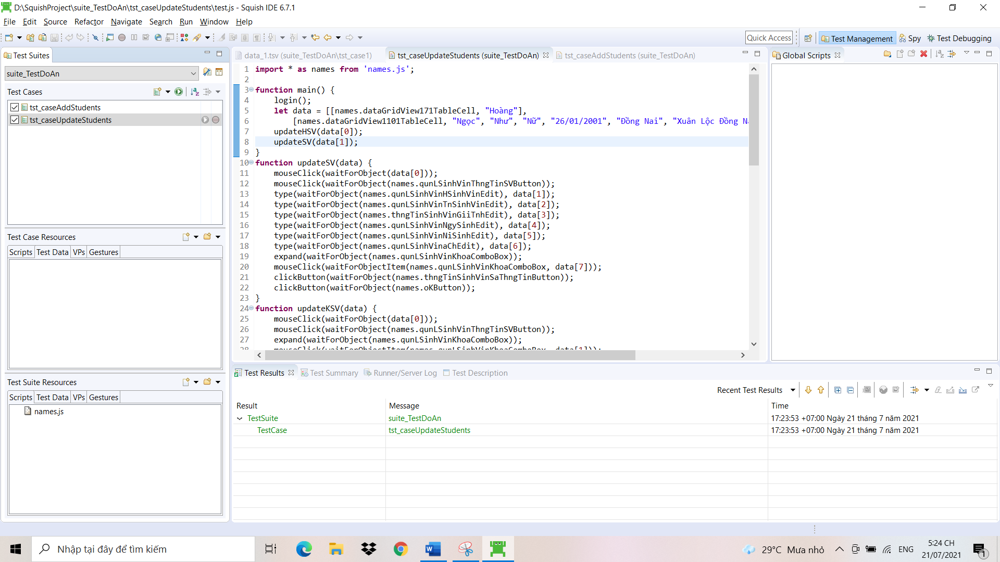 D:\SquishProject\suite_TestDoAn\tst_caseUpdateStudents\test.js - Squish IDE 6.7.1
File Edit Source Refactor Navigate Search Run Window Help
Quick Access Test Management Spy Test Debugging
Test Suites
suite_TestDoAn
Test Cases
tst_caseAddStudents
tst_caseUpdateStudents
Test Case Resources
Scripts Test Data VPs Gestures
Test Suite Resources
Scripts Test Data VPs Gestures
names.js
data_1.tsv (suite_TestDoAn\tst_case1) tst_caseUpdateStudents (suite_TestDoAn) tst_caseAddStudents (suite_TestDoAn)
1 import * as names from 'names.js';
2
3 function main() {
4 login();
5 let data = [[names.dataGridView171TableCell, "Hoàng"],
6 [names.dataGridView1101TableCell, "Ngọc", "Như", "Nữ", "26/01/2001", "Đồng Nai", "Xuân Lộc Đồng
7 updateHSV(data[0]);
8 updateSV(data[1]);
9 }
10 function updateSV(data) {
11 mouseClick(waitForObject(data[0]));
12 mouseClick(waitForObject(names.qunLSinhVinThngTinSVButton));
13 type(waitForObject(names.qunLSinhVinHSinhVinEdit), data[1]);
14 type(waitForObject(names.qunLSinhVinTnSinhVinEdit), data[2]);
15 type(waitForObject(names.thngTinSinhVinGiiTnhEdit), data[3]);
16 type(waitForObject(names.qunLSinhVinNgySinhEdit), data[4]);
17 type(waitForObject(names.qunLSinhVinNiSinhEdit), data[5]);
18 type(waitForObject(names.qunLSinhVinaChEdit), data[6]);
19 expand(waitForObject(names.qunLSinhVinKhoaComboBox));
20 mouseClick(waitForObjectItem(names.qunLSinhVinKhoaComboBox, data[7]));
21 clickButton(waitForObject(names.thngTinSinhVinSaThngTinButton));
22 clickButton(waitForObject(names.oKButton));
23 }
24 function updateKSV(data) {
25 mouseClick(waitForObject(data[0]));
26 mouseClick(waitForObject(names.qunLSinhVinThngTinSVButton));
27 expand(waitForObject(names.qunLSinhVinKhoaComboBox));
28 mouseClick(waitForObjectItem(names.qunLSinhVinKhoaComboBox, data[1]));
Global Scripts
Test Results Test Summary Runner/Server Log Test Description
Recent Test Results
Result Message Time
TestSuite suite_TestDoAn 17:23:53 +07:00 Ngày 21 tháng 7 năm 2021
TestCase tst_caseUpdateStudents 17:23:53 +07:00 Ngày 21 tháng 7 năm 2021
Nhập tại đây để tìm kiếm
29°C Mưa nhỏ
ENG
5:24 CH
21/07/2021
1